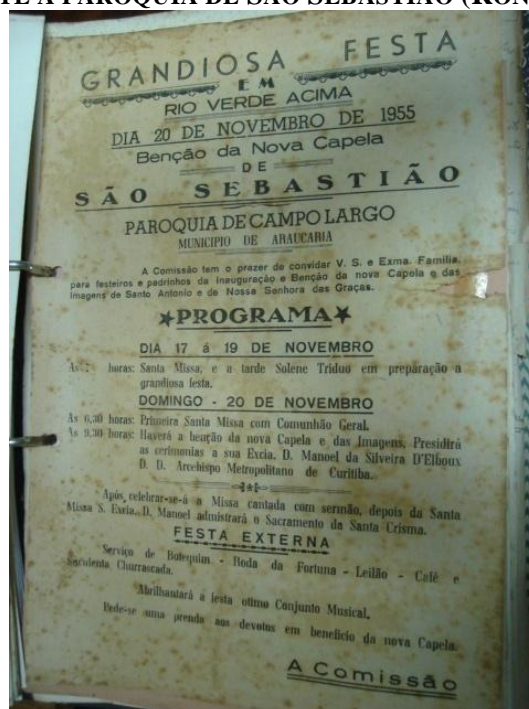 TE A PAROQUIA DE SÃO SEBASTIÃO (RON
GRANDIOSA FESTA
EM
RIO VERDE ACIMA
DIA 20 DE NOVEMBRO DE 1955
Benção da Nova Capela
DE
SÃO SEBASTIÃO
PAROQUIA DE CAMPO LARGO
MUNICIPIO DE ARAUCARIA
A Comissão tem o prazer de convidar V. S. e Exma. Familia,
para festeiros e padrinhos da Inauguração e Benção da nova Capela e das
Imagens de Santo Antonio e de Nossa Senhora das Graças.
PROGRAMA
DIA 17 á 19 DE NOVEMBRO
As horas: Santa Missa, e a tarde Solene Triduo em preparação a
grandiosa festa.
DOMINGO - 20 DE NOVEMBRO
As 6,30 horas: Primeira Santa Missa com Comunhão Geral.
As 9,30 horas: Haverá a benção da nova Capela e das Imagens, Presidirá
as cerimonias a sua Excia. D. Manoel da Silveira D'Elboux
D. D. Arcebispo Metropolitano de Curitiba.
Após, celebrar-se-á a Missa cantada com sermão, depois da Santa
Missa S. Excia. D. Manoel admistrará o Sacramento da Santa Crisma.
FESTA EXTERNA
Serviço de Botequim - Roda da Fortuna - Leilão - Café e
Suculenta Churrascada.
Abrilhantará a festa otimo Conjunto Musical.
Pede-se uma prenda aos devotos em beneficio da nova Capela.
A Comissão